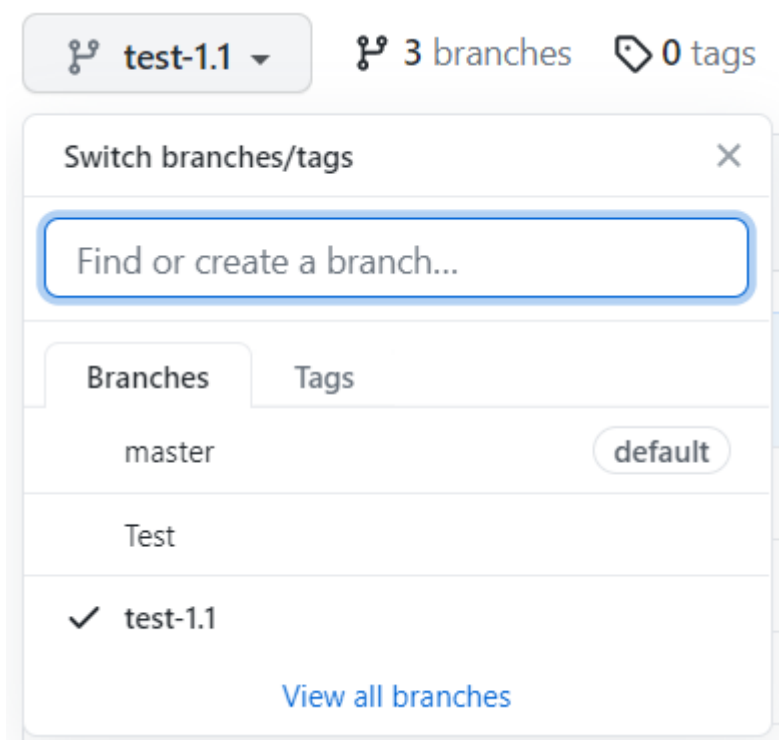 test-1.1 3 branches 0 tags
Switch branches/tags
Find or create a branch...
Branches Tags
master default
Test
test-1.1
View all branches